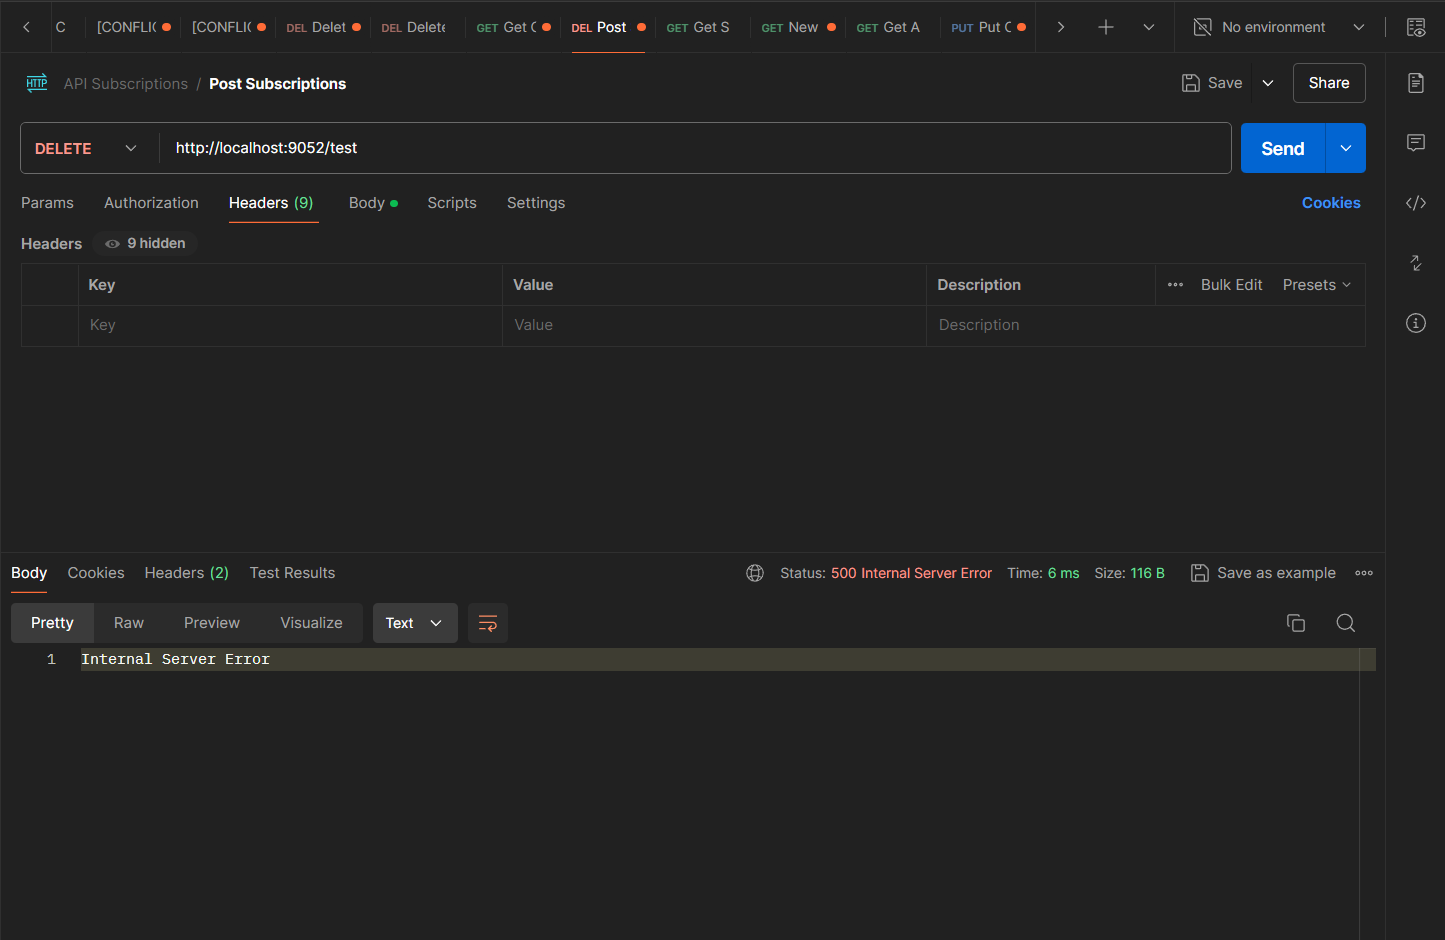 C [CONFLIC [CONFLIC DEL Delet DEL Delete GET Get C DEL Post GET Get S GET New GET Get A PUT Put C No environment
HTTP API Subscriptions / Post Subscriptions Save Share
DELETE http://localhost:9052/test Send
Params Authorization Headers (9) Body Scripts Settings Cookies
Headers 9 hidden
Key Value Description Bulk Edit Presets
Key Value Description
Body Cookies Headers (2) Test Results Status: 500 Internal Server Error Time: 6 ms Size: 116 B Save as example
Pretty Raw Preview Visualize Text
1 Internal Server Error